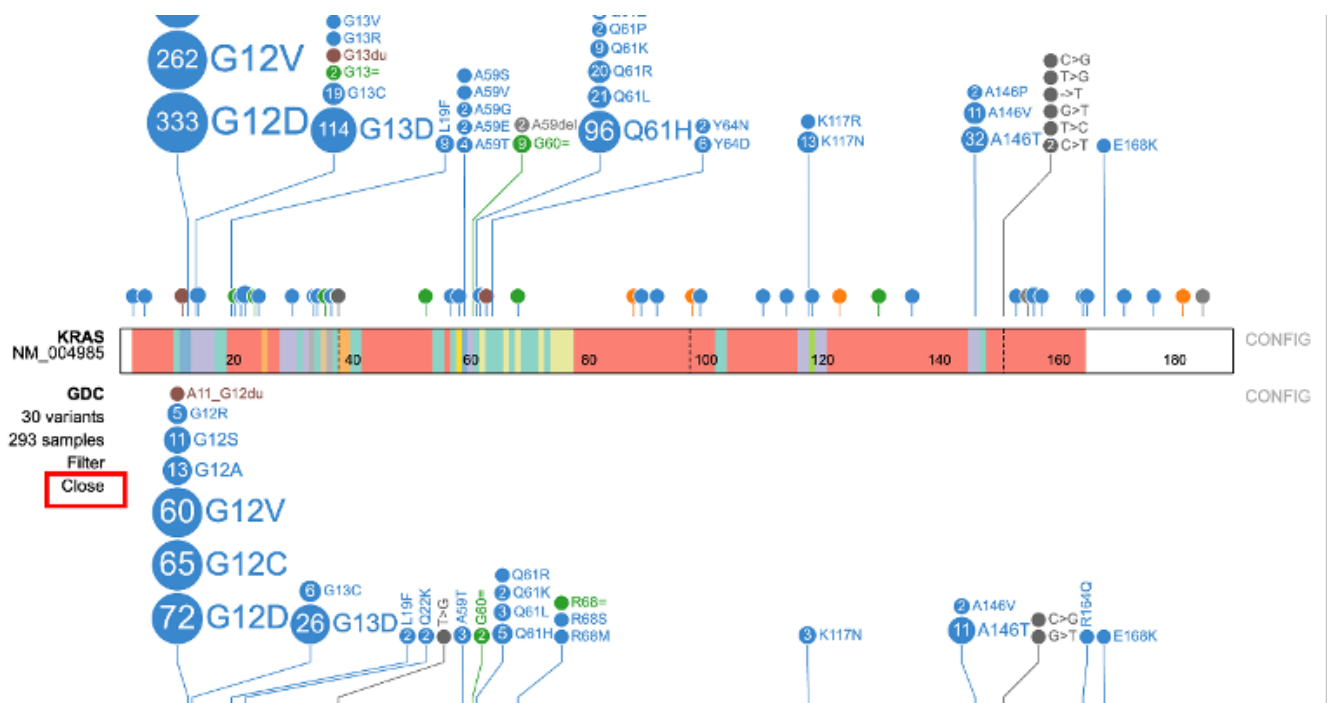 G13V
G13R
G13du
2 G13=
19 G13C
262 G12V
333 G12D
114 G13D
L19F
9
A59S
A59V
2 A59G
2 A59E
4 A59T
2 A59del
9 G60=
2 Q61P
9 Q61K
20 Q61R
21 Q61L
96 Q61H
2 Y64N
6 Y64D
K117R
13 K117N
2 A146P
11 A146V
32 A146T
C>G
T>G
->T
G>T
T>C
2 C>T
E168K
KRAS
NM_004985
20 40 60 80 100 120 140 160 180
CONFIG
GDC
30 variants
293 samples
Filter
Close
CONFIG
A11_G12du
5 G12R
11 G12S
13 G12A
60 G12V
65 G12C
72 G12D
6 G13C
26 G13D
L19F
2
Q22K
2
T>G
A59T
3
G60=
2
Q61R
2 Q61K
3 Q61L
5 Q61H
R68=
R68S
R68M
3 K117N
2 A146V
11 A146T
C>G
G>T
R164Q
E168K